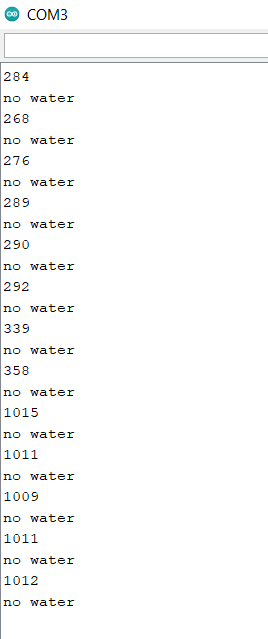 COM3
284
no water
268
no water
276
no water
289
no water
290
no water
292
no water
339
no water
358
no water
1015
no water
1011
no water
1009
no water
1011
no water
1012
no water